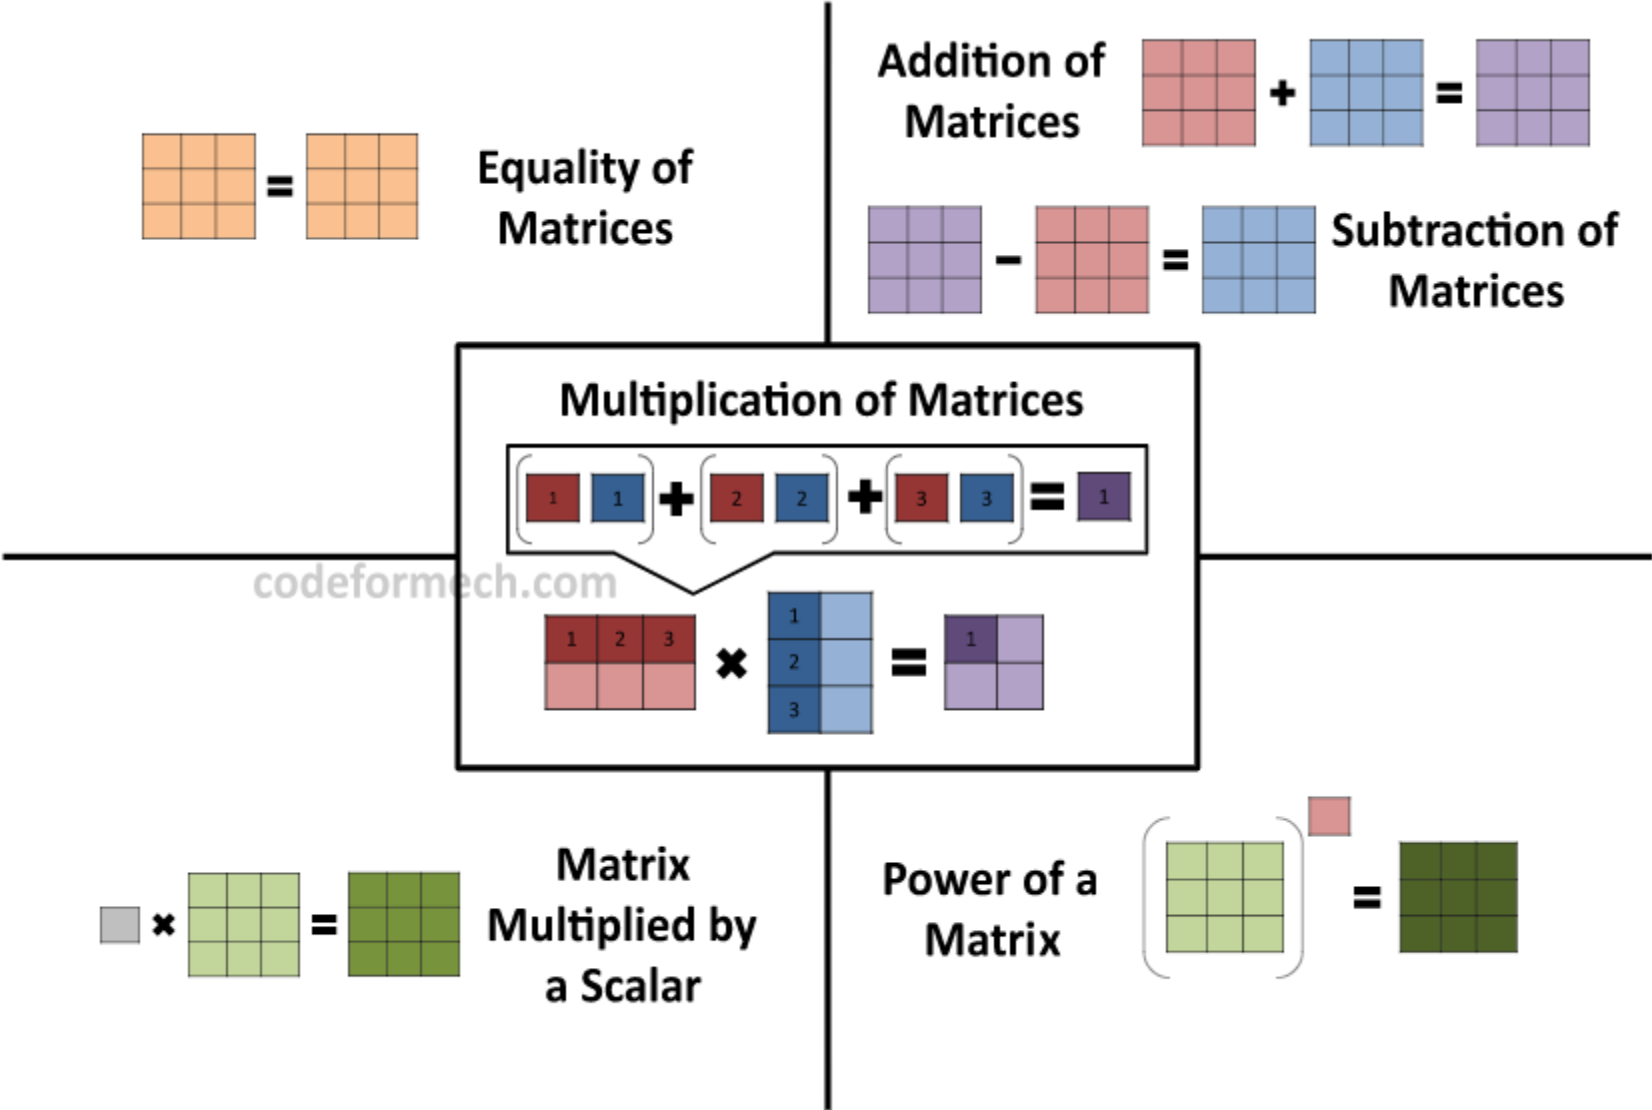 Equality of
Matrices
Addition of
Matrices
+
=
=
-
=
Subtraction of
Matrices
Multiplication of Matrices
( 1 1 ) + ( 2 2 ) + ( 3 3 ) = 1
codeformech.com
1 2 3
×
1
2
3
=
1
× =
Matrix
Multiplied by
a Scalar
Power of a
Matrix
( ) =